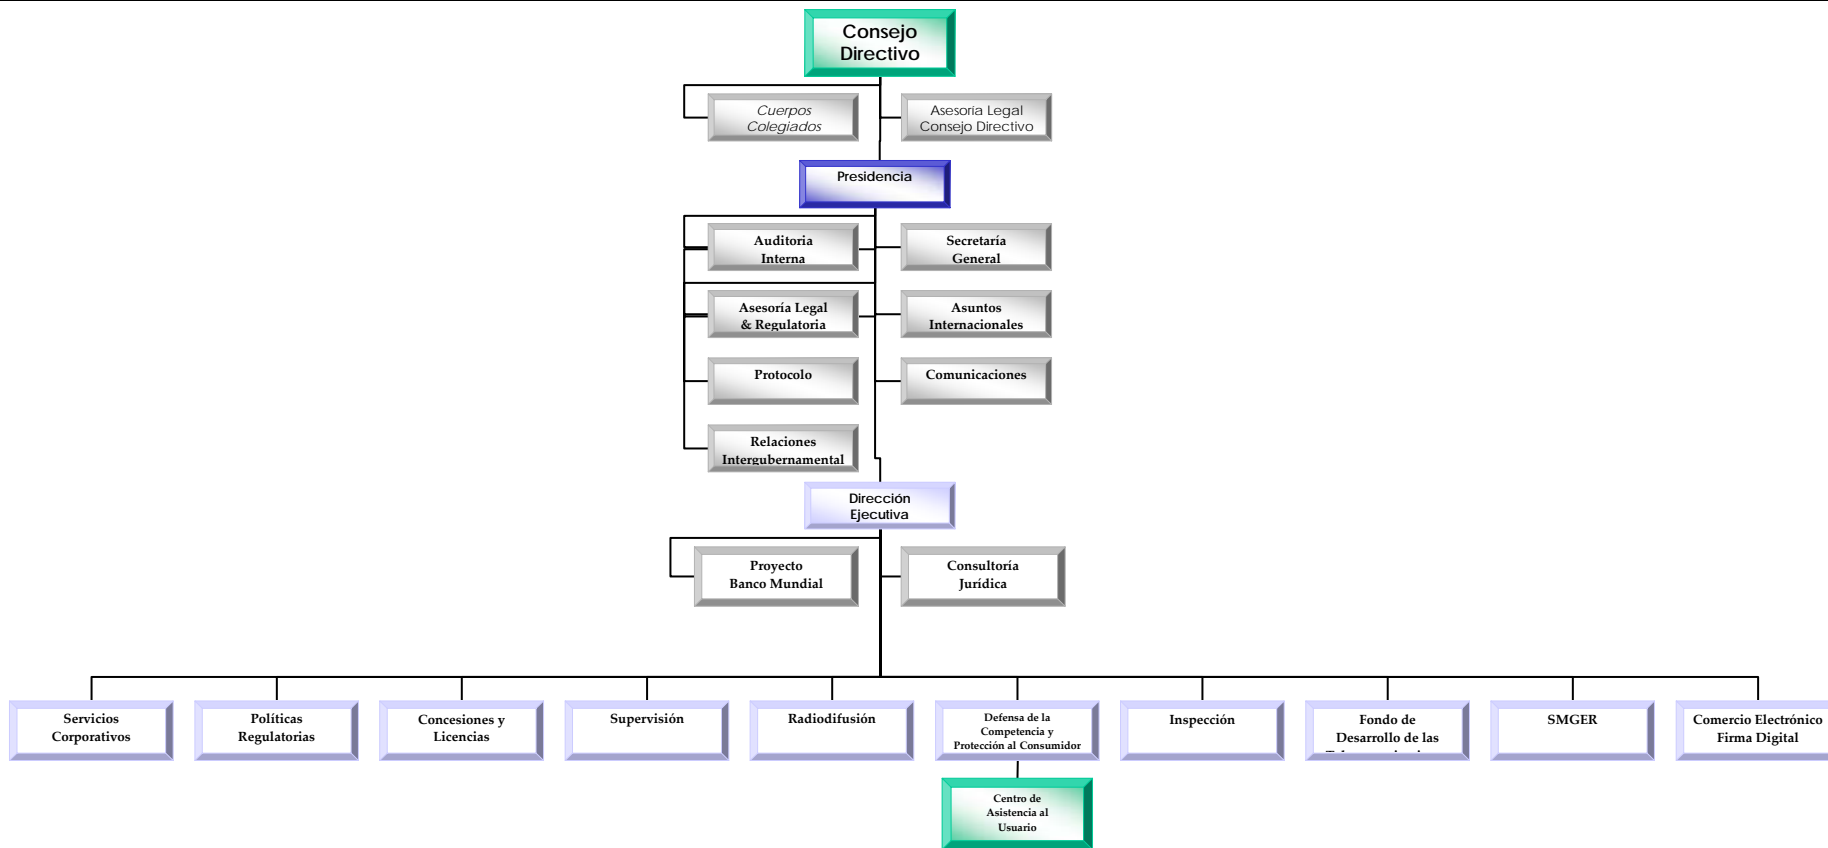 Consejo
Directivo
Cuerpos
Colegiados
Asesoría Legal
Consejo Directivo
Presidencia
Auditoria
Interna
Secretaría
General
Asesoría Legal
& Regulatoria
Asuntos
Internacionales
Protocolo
Comunicaciones
Relaciones
Intergubernamental
Dirección
Ejecutiva
Proyecto
Banco Mundial
Consultoría
Jurídica
Servicios
Corporativos
Políticas
Regulatorias
Concesiones y
Licencias
Supervisión
Radiodifusión
Defensa de la
Competencia y
Protección al Consumidor
Inspección
Fondo de
Desarrollo de las
SMGER
Comercio Electrónico
Firma Digital
Centro de
Asistencia al
Usuario